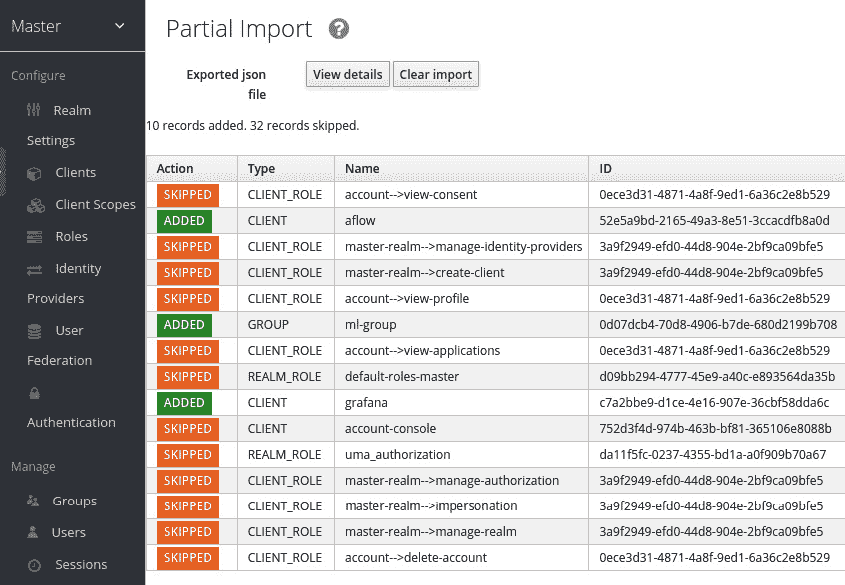 Master
Configure
Realm
Settings
Clients
Client Scopes
Roles
Identity
Providers
User
Federation
Authentication
Manage
Groups
Users
Sessions
Partial Import ?
Exported json
file
View details Clear import
10 records added. 32 records skipped.
Action Type Name ID
SKIPPED CLIENT_ROLE account-->view-consent 0ece3d31-4871-4a8f-9ed1-6a36c2e8b529
ADDED CLIENT aflow 52e5a9bd-2165-49a3-8e51-3ccacdfb8a0d
SKIPPED CLIENT_ROLE master-realm-->manage-identity-providers 3a9f2949-efd0-44d8-904e-2bf9ca09bfe5
SKIPPED CLIENT_ROLE master-realm-->create-client 3a9f2949-efd0-44d8-904e-2bf9ca09bfe5
SKIPPED CLIENT_ROLE account-->view-profile 0ece3d31-4871-4a8f-9ed1-6a36c2e8b529
ADDED GROUP ml-group 0d07dcb4-70d8-4906-b7de-680d2199b708
SKIPPED CLIENT_ROLE account-->view-applications 0ece3d31-4871-4a8f-9ed1-6a36c2e8b529
SKIPPED REALM_ROLE default-roles-master d09bb294-4777-45e9-a40c-e893564da35b
ADDED CLIENT grafana c7a2bbe9-d1ce-4e16-907e-36cbf58dda6c
SKIPPED CLIENT account-console 752d3f4d-974b-463b-bf81-365106e8088b
SKIPPED REALM_ROLE uma_authorization da11f5fc-0237-4355-bd1a-a0f909b70a67
SKIPPED CLIENT_ROLE master-realm-->manage-authorization 3a9f2949-efd0-44d8-904e-2bf9ca09bfe5
SKIPPED CLIENT_ROLE master-realm-->impersonation 3a9f2949-efd0-44d8-904e-2bf9ca09bfe5
SKIPPED CLIENT_ROLE master-realm-->manage-realm 3a9f2949-efd0-44d8-904e-2bf9ca09bfe5
SKIPPED CLIENT_ROLE account-->delete-account 0ece3d31-4871-4a8f-9ed1-6a36c2e8b529